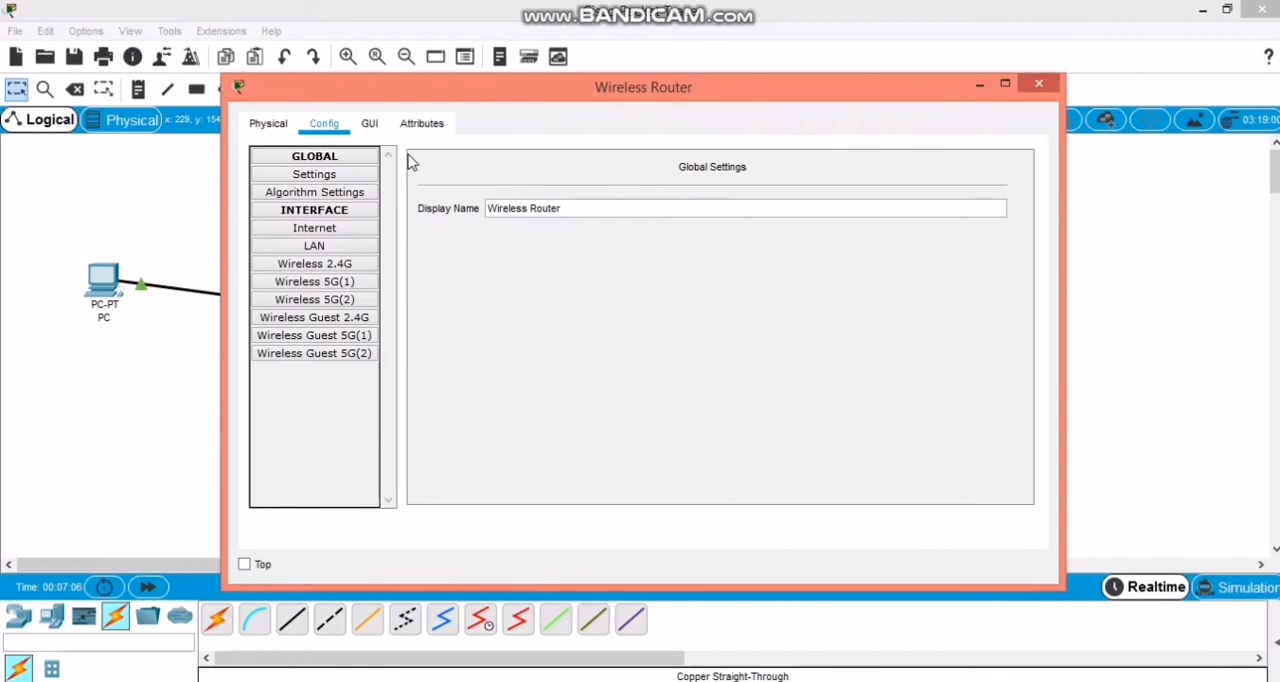 www.BANDICAM.com
File Edit Options View Tools Extensions Help
?
Wireless Router
Logical
Physical
x: 229, y: 154
03:19:00
Physical Config GUI Attributes
GLOBAL
Settings
Algorithm Settings
INTERFACE
Internet
LAN
Wireless 2.4G
Wireless 5G(1)
Wireless 5G(2)
Wireless Guest 2.4G
Wireless Guest 5G(1)
Wireless Guest 5G(2)
Global Settings
Display Name Wireless Router
PC-PT
PC
Top
Time: 00:07:06
Realtime
Simulation
Copper Straight-Through